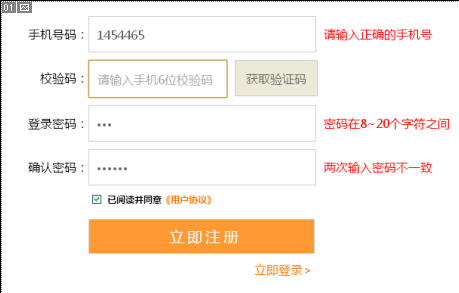 01
手机号码： 1454465 请输入正确的手机号
校验码： 请输入手机6位校验码 获取验证码
登录密码： ••• 密码在8~20个字符之间
确认密码： •••••• 两次输入密码不一致
已阅读并同意《用户协议》
立即注册
立即登录>